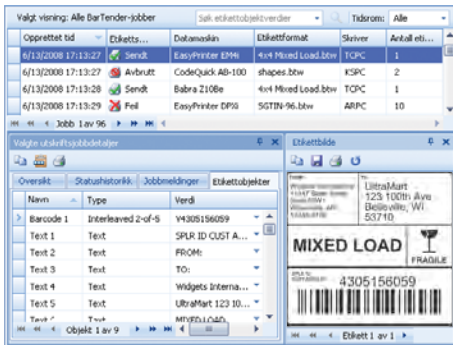 Valgt visning: Alle BarTender-jobber Søk etikettobjektverdier Tidsrom: Alle
Opprettet tid Etiketts... Datamaskin Etikettformat Skriver Antall eti...
6/13/2008 17:13:27 Sendt EasyPrinter EM4i 4x4 Mixed Load.btw TCPC 1
6/13/2008 17:13:27 Avbrutt CodeQuick AB-100 shapes.btw KSPC 2
6/13/2008 17:13:28 Sendt Babra Z10Be 4x4 Mixed Load.btw TCPC 1
6/13/2008 17:13:29 Feil EasyPrinter DPXi SGTIN-96.btw ARPC 10
Jobb 1 av 96
Valgte utskriftsjobbdetaljer
Oversikt Statushistorikk Jobbmeldinger Etikettobjekter
Navn Type Verdi
Barcode 1 Interleaved 2-of-5 Y4305156059
Text 1 Text SPLR ID CUST A...
Text 2 Text FROM:
Text 3 Text TO:
Text 4 Text Widgets Interna...
Text 5 Text UltraMart 123 10...
Text 6 Text MIXED LOAD
Objekt 1 av 9
Etikettbilde
UltraMart
123 100th Ave
Belleville, WI
53710
MIXED LOAD
FRAGILE
4305156059
Etikett 1 av 1